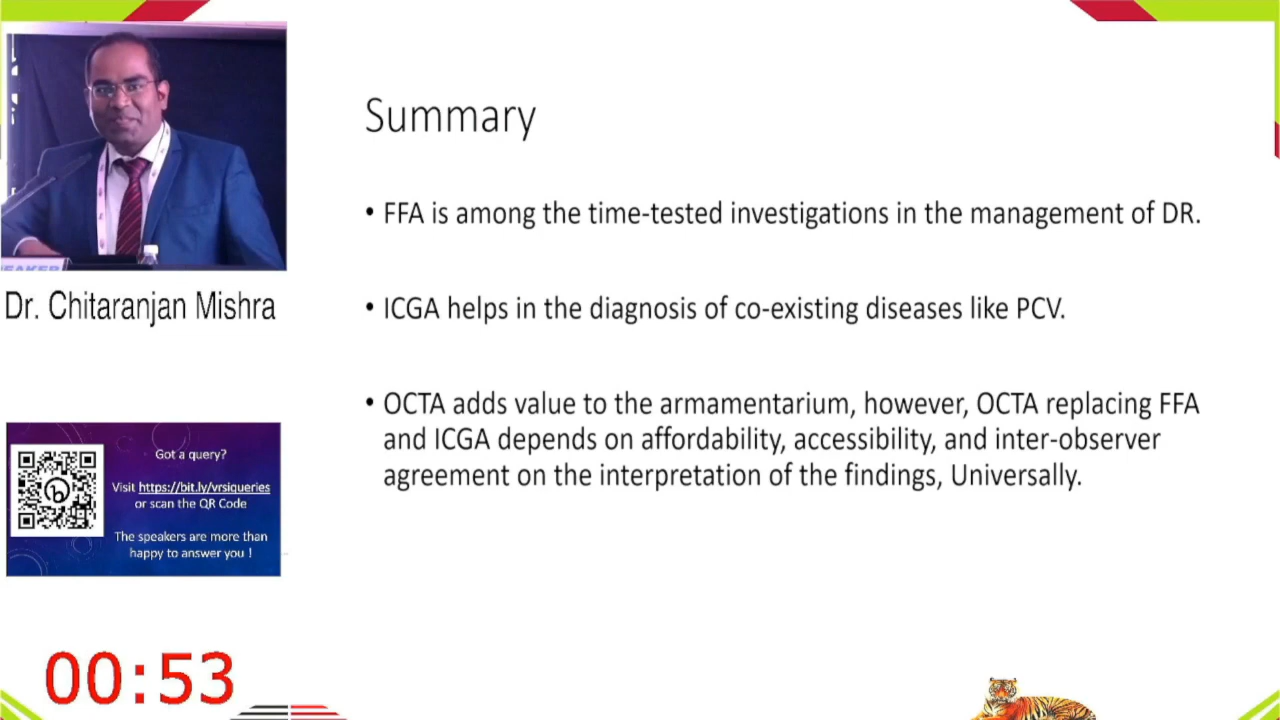 Summary
• FFA is among the time-tested investigations in the management of DR.
• ICGA helps in the diagnosis of co-existing diseases like PCV.
• OCTA adds value to the armamentarium, however, OCTA replacing FFA
and ICGA depends on affordability, accessibility, and inter-observer
agreement on the interpretation of the findings, Universally.
SPEAKER
Dr. Chitaranjan Mishra
Got a query?
Visit https://bit.ly/vrsiqueries
or scan the QR Code
The speakers are more than
happy to answer you !
00:53